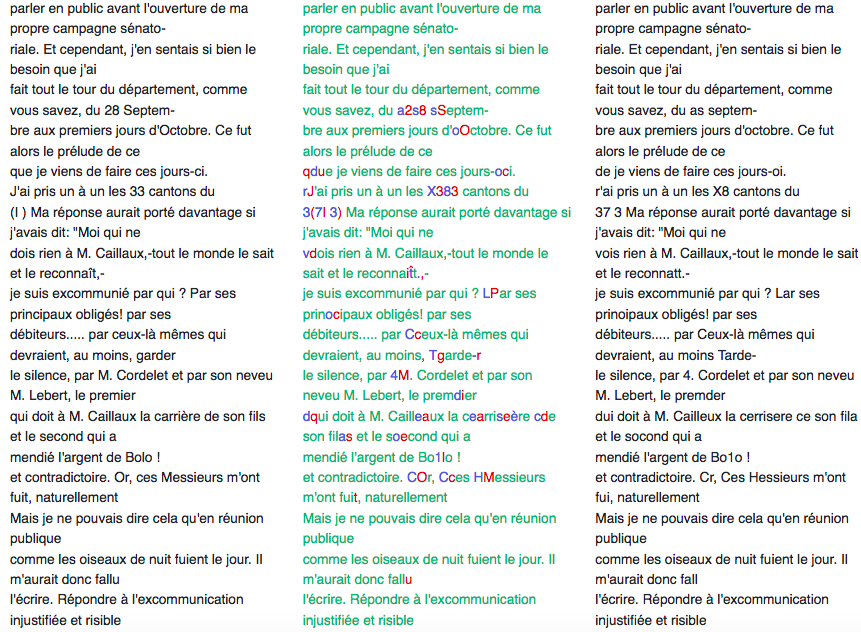 parler en public avant l'ouverture de ma
propre campagne sénato-
riale. Et cependant, j'en sentais si bien le
besoin que j'ai
fait tout le tour du département, comme
vous savez, du 28 Septem-
bre aux premiers jours d'Octobre. Ce fut
alors le prélude de ce
que je viens de faire ces jours-ci.
J'ai pris un à un les 33 cantons du
(I ) Ma réponse aurait porté davantage si
j'avais dit: "Moi qui ne
dois rien à M. Caillaux,-tout le monde le sait
et le reconnaît,-
je suis excommunié par qui ? Par ses
principaux obligés! par ses
débiteurs..... par ceux-là mêmes qui
devraient, au moins, garder
le silence, par M. Cordelet et par son neveu
M. Lebert, le premier
qui doit à M. Caillaux la carrière de son fils
et le second qui a
mendié l'argent de Bolo !
et contradictoire. Or, ces Messieurs m'ont
fuit, naturellement
Mais je ne pouvais dire cela qu'en réunion
publique
comme les oiseaux de nuit fuient le jour. Il
m'aurait donc fallu
l'écrire. Répondre à l'excommunication
injustifiée et risible
parler en public avant l'ouverture de ma
propre campagne sénato-
riale. Et cependant, j'en sentais si bien le
besoin que j'ai
fait tout le tour du département, comme
vous savez, du a2s8 sSeptem-
bre aux premiers jours d'oOctobre. Ce fut
alors le prélude de ce
qdue je viens de faire ces jours-oci.
rJ'ai pris un à un les X383 cantons du
3(7I 3) Ma réponse aurait porté davantage si
j'avais dit: "Moi qui ne
vdois rien à M. Caillaux,-tout le monde le
sait et le reconnaiît.,-
je suis excommunié par qui ? LPar ses
prinocipaux obligés! par ses
débiteurs..... par Cceux-là mêmes qui
devraient, au moins, Tgarde-r
le silence, par 4M. Cordelet et par son
neveu M. Lebert, le premdier
dqui doit à M. Cailleaux la cearriseère cde
son filas et le soecond qui a
mendié l'argent de Bo1lo !
et contradictoire. COr, Cces HMessieurs
m'ont fuit, naturellement
Mais je ne pouvais dire cela qu'en réunion
publique
comme les oiseaux de nuit fuient le jour. Il
m'aurait donc fallu
l'écrire. Répondre à l'excommunication
injustifiée et risible
parler en public avant l'ouverture de ma
propre campagne sénato-
riale. Et cependant, j'en sentais si bien le
besoin que j'ai
fait tout le tour du département, comme
vous savez, du as septem-
bre aux premiers jours d'octobre. Ce fut
alors le prélude de ce
de je viens de faire ces jours-oi.
r'ai pris un à un les X8 cantons du
37 3 Ma réponse aurait porté davantage si
j'avais dit: "Moi qui ne
vois rien à M. Caillaux,-tout le monde le sait
et le reconnatt.-
je suis excommunié par qui ? Lar ses
prinoipaux obligés! par ses
débiteurs..... par Ceux-là mêmes qui
devraient, au moins Tarde-
le silence, par 4. Cordelet et par son neveu
M. Lebert, le premder
dui doit à M. Cailleux la cerrisere ce son fila
et le socond qui a
mendié l'argent de Bo1o !
et contradictoire. Cr, Ces Hessieurs m'ont
fui, naturellement
Mais je ne pouvais dire cela qu'en réunion
publique
comme les oiseaux de nuit fuient le jour. Il
m'aurait donc fall
l'écrire. Répondre à l'excommunication
injustifiée et risible